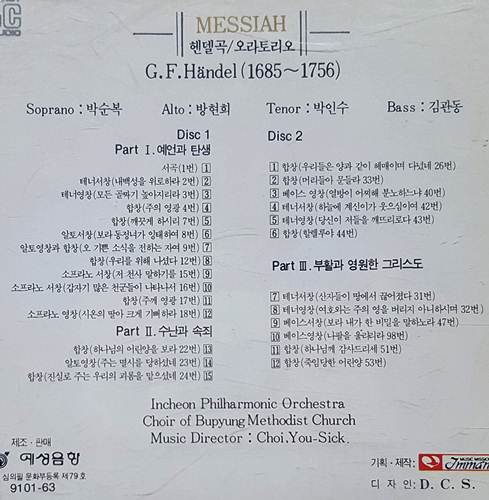 MESSIAH
헨델곡/오라토리오
G.F.Händel (1685~1756)
Soprano : 박순복 Alto : 방현희 Tenor : 박인수 Bass : 김관동
Disc 1
Part Ⅰ. 예언과 탄생
서곡(1번) 1
테너서창(내백성을 위로하라 2번) 2
테너영창(모든 골짜기 높아지리라 3번) 3
합창(주의 영광 4번) 4
합창(깨끗케 하시리 7번) 5
알토서창(보라 동정녀가 잉태하여 8번) 6
알토영창과 합창(오 기쁜 소식을 전하는 자여 9번) 7
합창(우리를 위해 나셨다 12번) 8
소프라노 서창(저 천사 말하기를 15번) 9
소프라노 서창(갑자기 많은 천군들이 나타나서 16번) 10
합창(주께 영광 17번) 11
소프라노 영창(시온의 딸아 크게 기뻐하라 18번) 12
Part Ⅱ. 수난과 속죄
합창(하나님의 어린양을 보라 22번) 13
알토영창(주는 멸시를 당하셨네 23번) 14
합창(진실로 주는 우리의 괴롬을 맡으셨네 24번) 15
Disc 2
1 합창(우리들은 양과 같이 헤매이며 다녔네 26번)
2 합창(머리들아 문들라 33번)
3 베이스 영창(열방이 어찌해 분노하느냐 40번)
4 테너서창(하늘에 계신이가 웃으심이여 42번)
5 테너영창(당신이 저들을 깨뜨리로다 43번)
6 합창(할렐루야 44번)
Part Ⅲ. 부활과 영원한 그리스도
7 테너서창(산자들이 땅에서 끊어졌다 31번)
8 테너영창(여호와는 주의 영을 버리지 아니하시며 32번)
9 베이스서창(보라 내가 한 비밀을 말하노라 47번)
10 베이스영창(나팔을 울리리라 98번)
11 합창(하나님께 감사드리세 51번)
12 합창(죽임당한 어린양 53번)
Incheon Philharmonic Orchestra
Choir of Bupyung Methodist Church
Music Director : Choi, You-Sick.
제조 · 판매
예성음향
심의필 문화부등록 제79호
9101-63
기획 · 제작:
MUSIC MISSION
디 자 인: D. C. S.